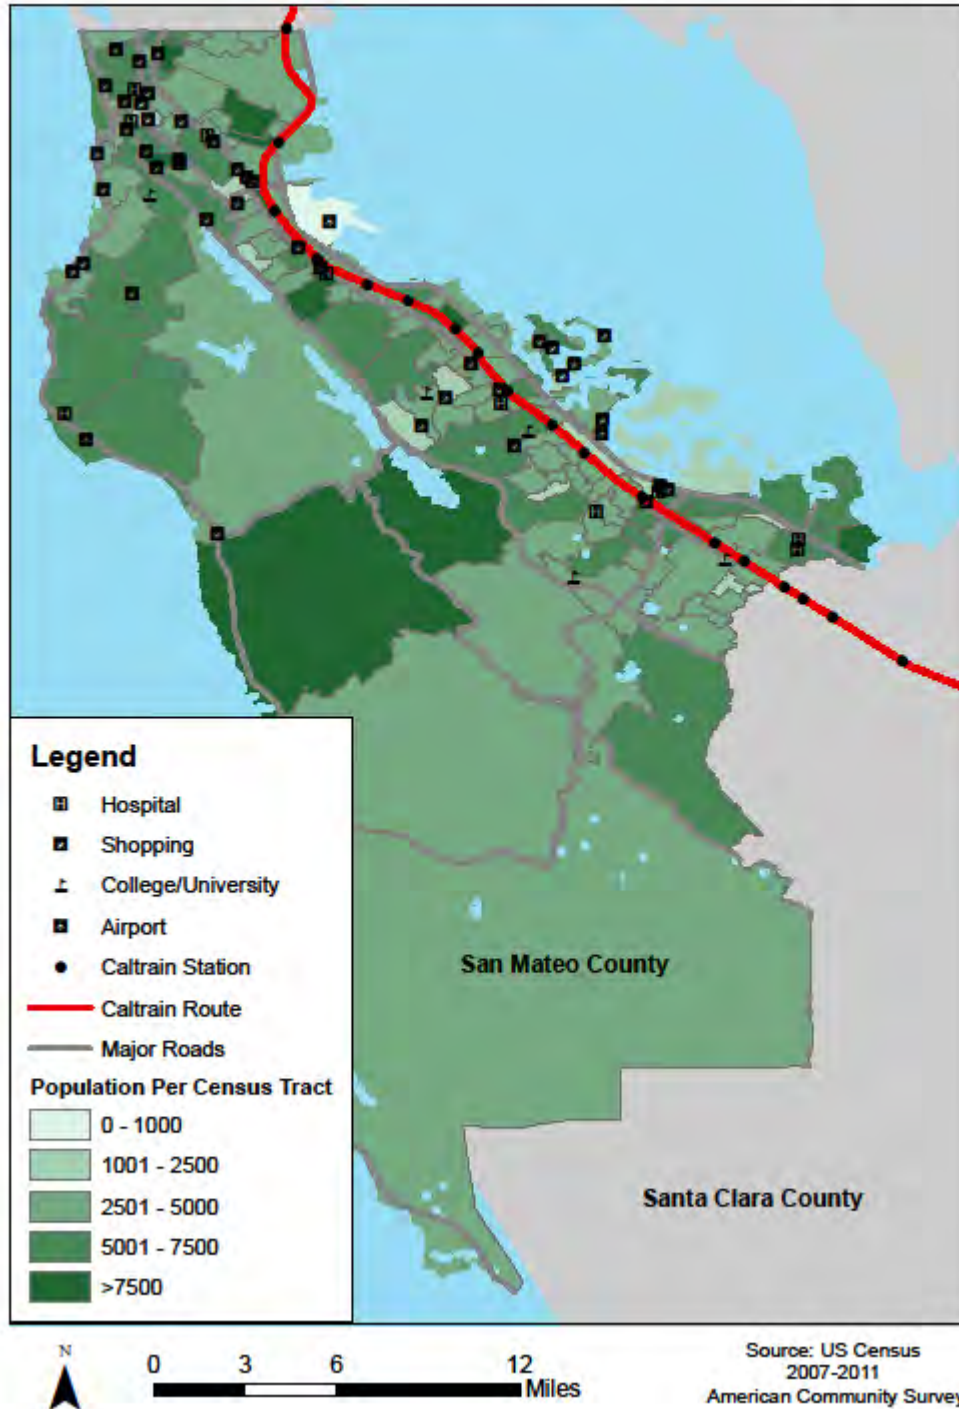 San Mateo County
Santa Clara County
Legend
Hospital
Shopping
College/University
Airport
Caltrain Station
Caltrain Route
Major Roads
Population Per Census Tract
0 - 1000
1001 - 2500
2501 - 5000
5001 - 7500
>7500
N
0 3 6 12
Miles
Source: US Census
2007-2011
American Community Survey